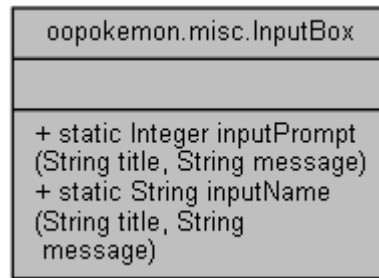 oopokemon.misc.InputBox
+ static Integer inputPrompt
(String title, String message)
+ static String inputName
(String title, String
message)